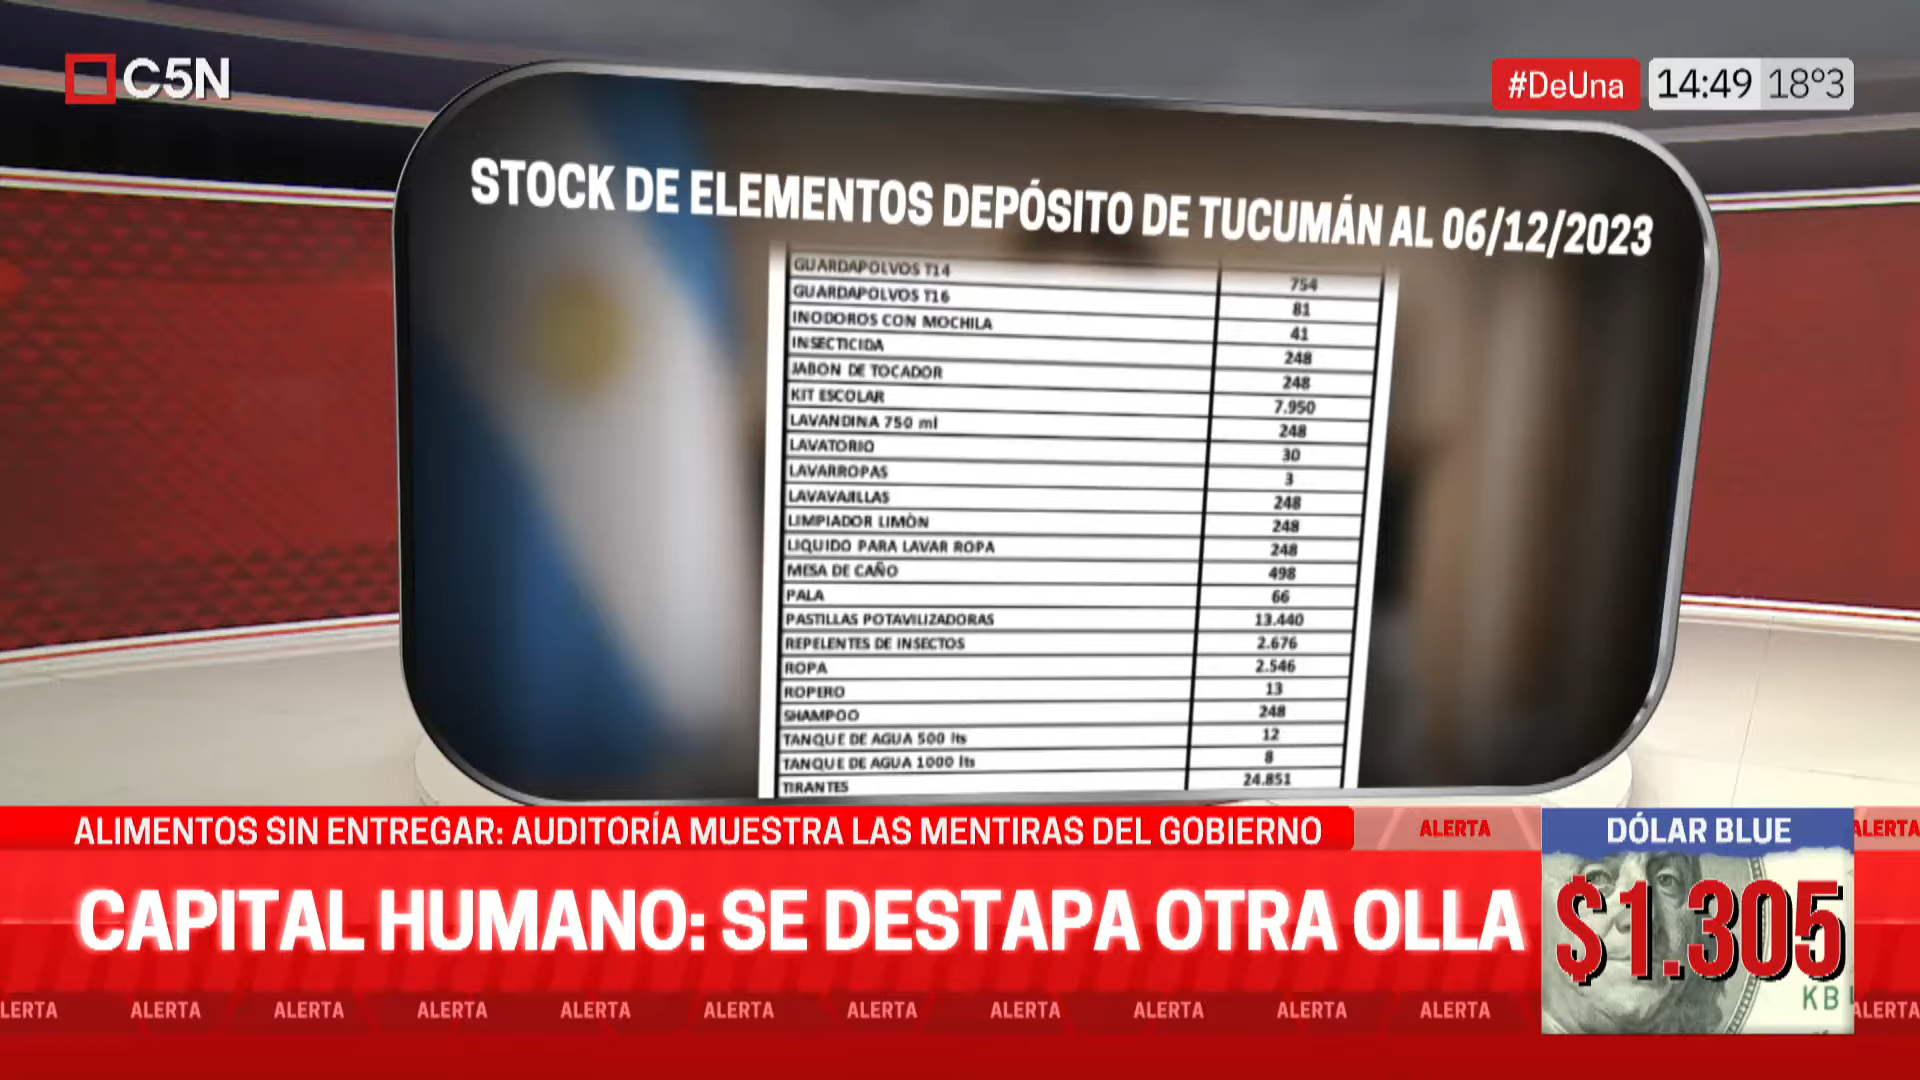 C5N
#DeUna
14:49 18°3
STOCK DE ELEMENTOS DEPÓSITO DE TUCUMÁN AL 06/12/2023
GUARDAPOLVOS T14 754
GUARDAPOLVOS T16 81
INODOROS CON MOCHILA 41
INSECTICIDA 248
JABON DE TOCADOR 248
KIT ESCOLAR 7.950
LAVANDINA 750 ml 248
LAVATORIO 30
LAVARROPAS 3
LAVAVAJILLAS 248
LIMPIADOR LIMÒN 248
LIQUIDO PARA LAVAR ROPA 248
MESA DE CAÑO 498
PALA 66
PASTILLAS POTAVILIZADORAS 13.440
REPELENTES DE INSECTOS 2.676
ROPA 2.546
ROPERO 13
SHAMPOO 248
TANQUE DE AGUA 500 lts 12
TANQUE DE AGUA 1000 lts 8
TIRANTES 24.851
ALIMENTOS SIN ENTREGAR: AUDITORÍA MUESTRA LAS MENTIRAS DEL GOBIERNO
ALERTA
DÓLAR BLUE
ALERTA
CAPITAL HUMANO: SE DESTAPA OTRA OLLA
$1.305
KB
LERTA ALERTA ALERTA ALERTA ALERTA ALERTA ALERTA ALERTA ALERTA ALERTA ALERTA ALERTA